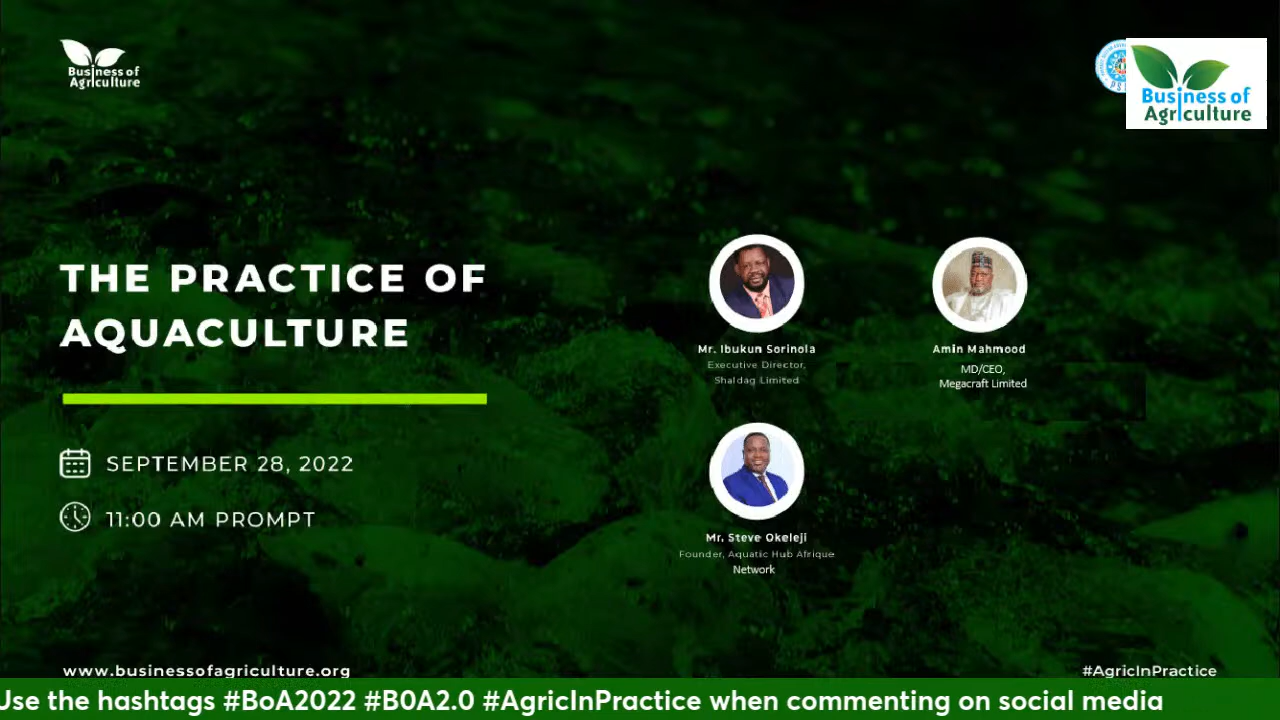 Business of
Agriculture
Business of
Agriculture
THE PRACTICE OF
AQUACULTURE
SEPTEMBER 28, 2022
11:00 AM PROMPT
Mr. Ibukun Sorinola
Executive Director,
Shaldag Limited
Amin Mahmood
MD/CEO,
Megacraft Limited
Mr. Steve Okeleji
Founder, Aquatic Hub Afrique
Network
www.businessofagriculture.org
#AgricInPractice
Use the hashtags #BoA2022 #B0A2.0 #AgricInPractice when commenting on social media